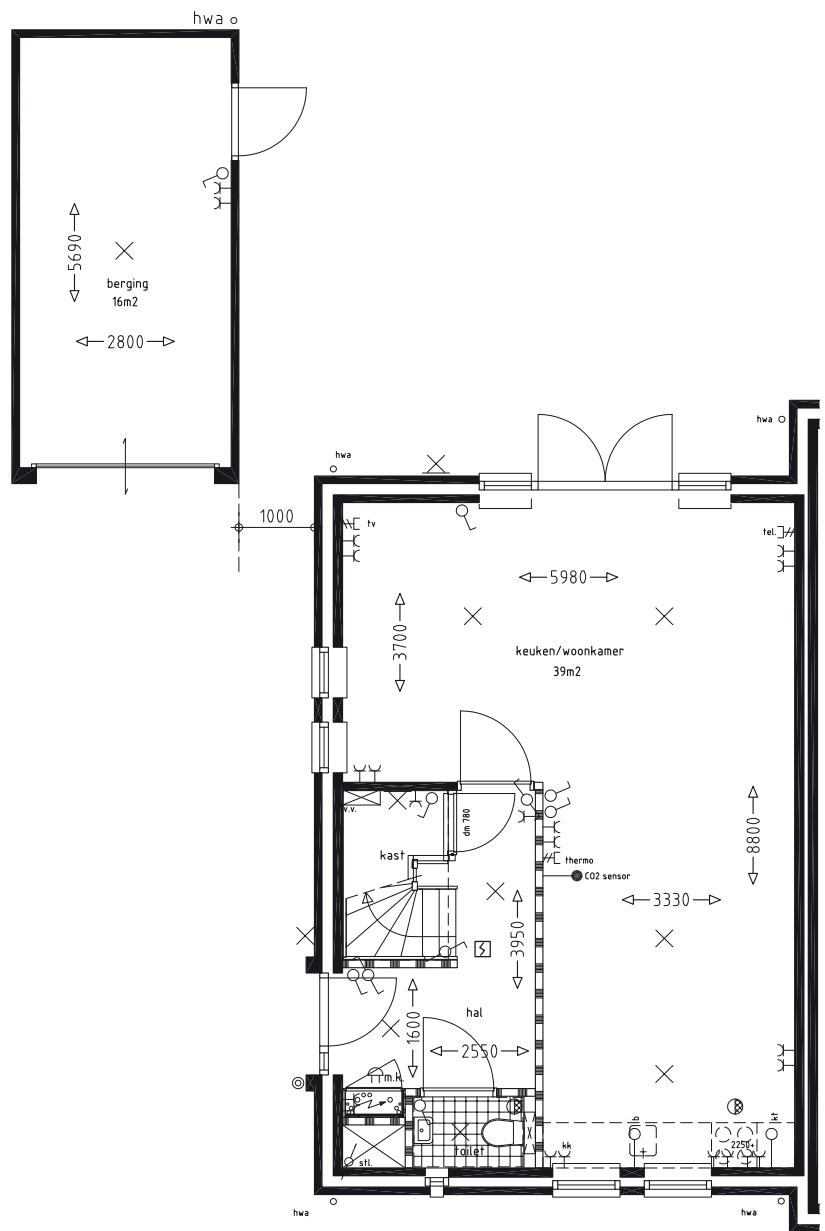 hwa
5690
berging
16m2
2800
hwa
hwa
1000
tv
tel.
5980
3700
keuken/woonkamer
39m2
v.v.
dm 780
kast
thermo
CO2 sensor
8800
3330
3950
hal
1600
2550
m.k.
b
kt
kk
2250+
toilet
stl.
hwa
hwa